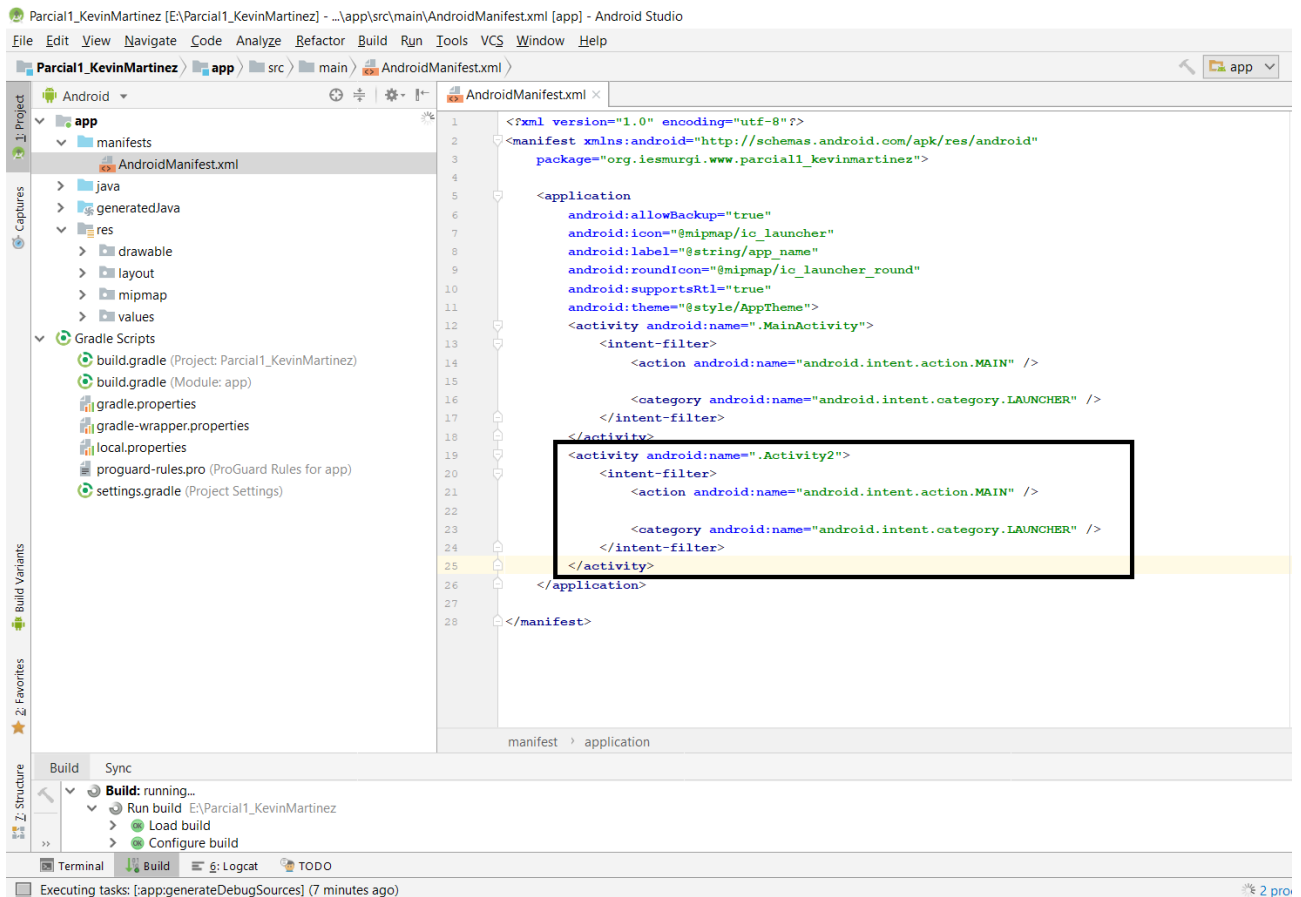 Parcial1_KevinMartinez [E:\Parcial1_KevinMartinez] - ...\app\src\main\AndroidManifest.xml [app] - Android Studio
File Edit View Navigate Code Analyze Refactor Build Run Tools VCS Window Help
Parcial1_KevinMartinez app src main AndroidManifest.xml app
1: Project
Captures
Build Variants
2: Favorites
7: Structure
Android
app
manifests
AndroidManifest.xml
java
generatedJava
res
drawable
layout
mipmap
values
Gradle Scripts
build.gradle (Project: Parcial1_KevinMartinez)
build.gradle (Module: app)
gradle.properties
gradle-wrapper.properties
local.properties
proguard-rules.pro (ProGuard Rules for app)
settings.gradle (Project Settings)
AndroidManifest.xml
1 <?xml version="1.0" encoding="utf-8"?>
2 <manifest xmlns:android="http://schemas.android.com/apk/res/android"
3 package="org.iesmurgi.www.parcial1_kevinmartinez">
4
5 <application
6 android:allowBackup="true"
7 android:icon="@mipmap/ic_launcher"
8 android:label="@string/app_name"
9 android:roundIcon="@mipmap/ic_launcher_round"
10 android:supportsRtl="true"
11 android:theme="@style/AppTheme">
12 <activity android:name=".MainActivity">
13 <intent-filter>
14 <action android:name="android.intent.action.MAIN" />
15
16 <category android:name="android.intent.category.LAUNCHER" />
17 </intent-filter>
18 </activity>
19 <activity android:name=".Activity2">
20 <intent-filter>
21 <action android:name="android.intent.action.MAIN" />
22
23 <category android:name="android.intent.category.LAUNCHER" />
24 </intent-filter>
25 </activity>
26 </application>
27
28 </manifest>
manifest › application
Build Sync
Build: running...
Run build E:\Parcial1_KevinMartinez
OK Load build
OK Configure build
Terminal Build 6: Logcat TODO
Executing tasks: [:app:generateDebugSources] (7 minutes ago) 2